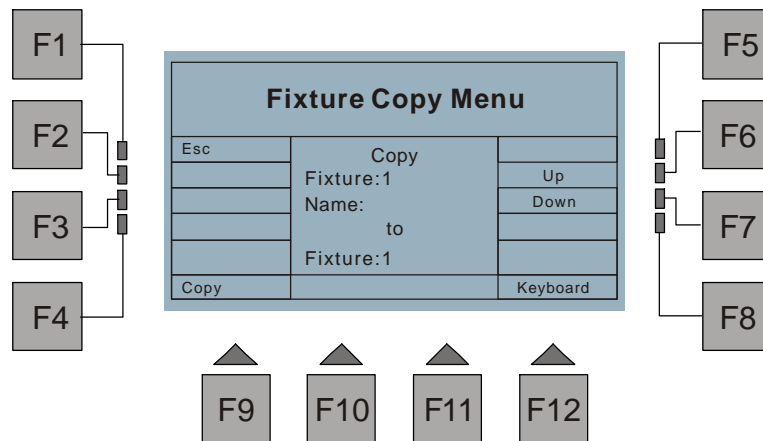 F1
F5
Fixture Copy Menu
F2
F6
Esc
Copy
Fixture:1
Up
Name:
Down
F3
F7
to
Fixture:1
Copy
Keyboard
F4
F8
F9
F10
F11
F12